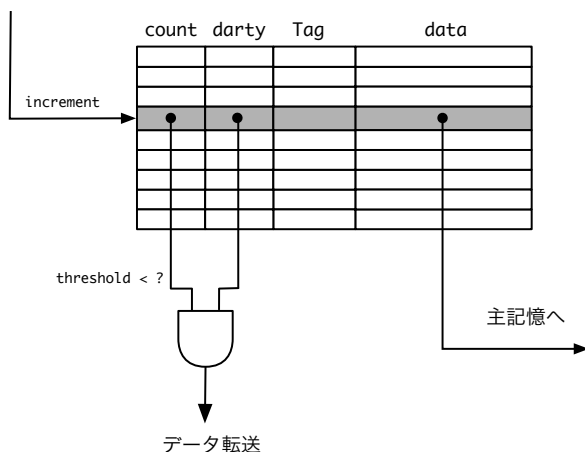 count darty Tag data
increment
threshold < ?
主記憶へ
データ転送